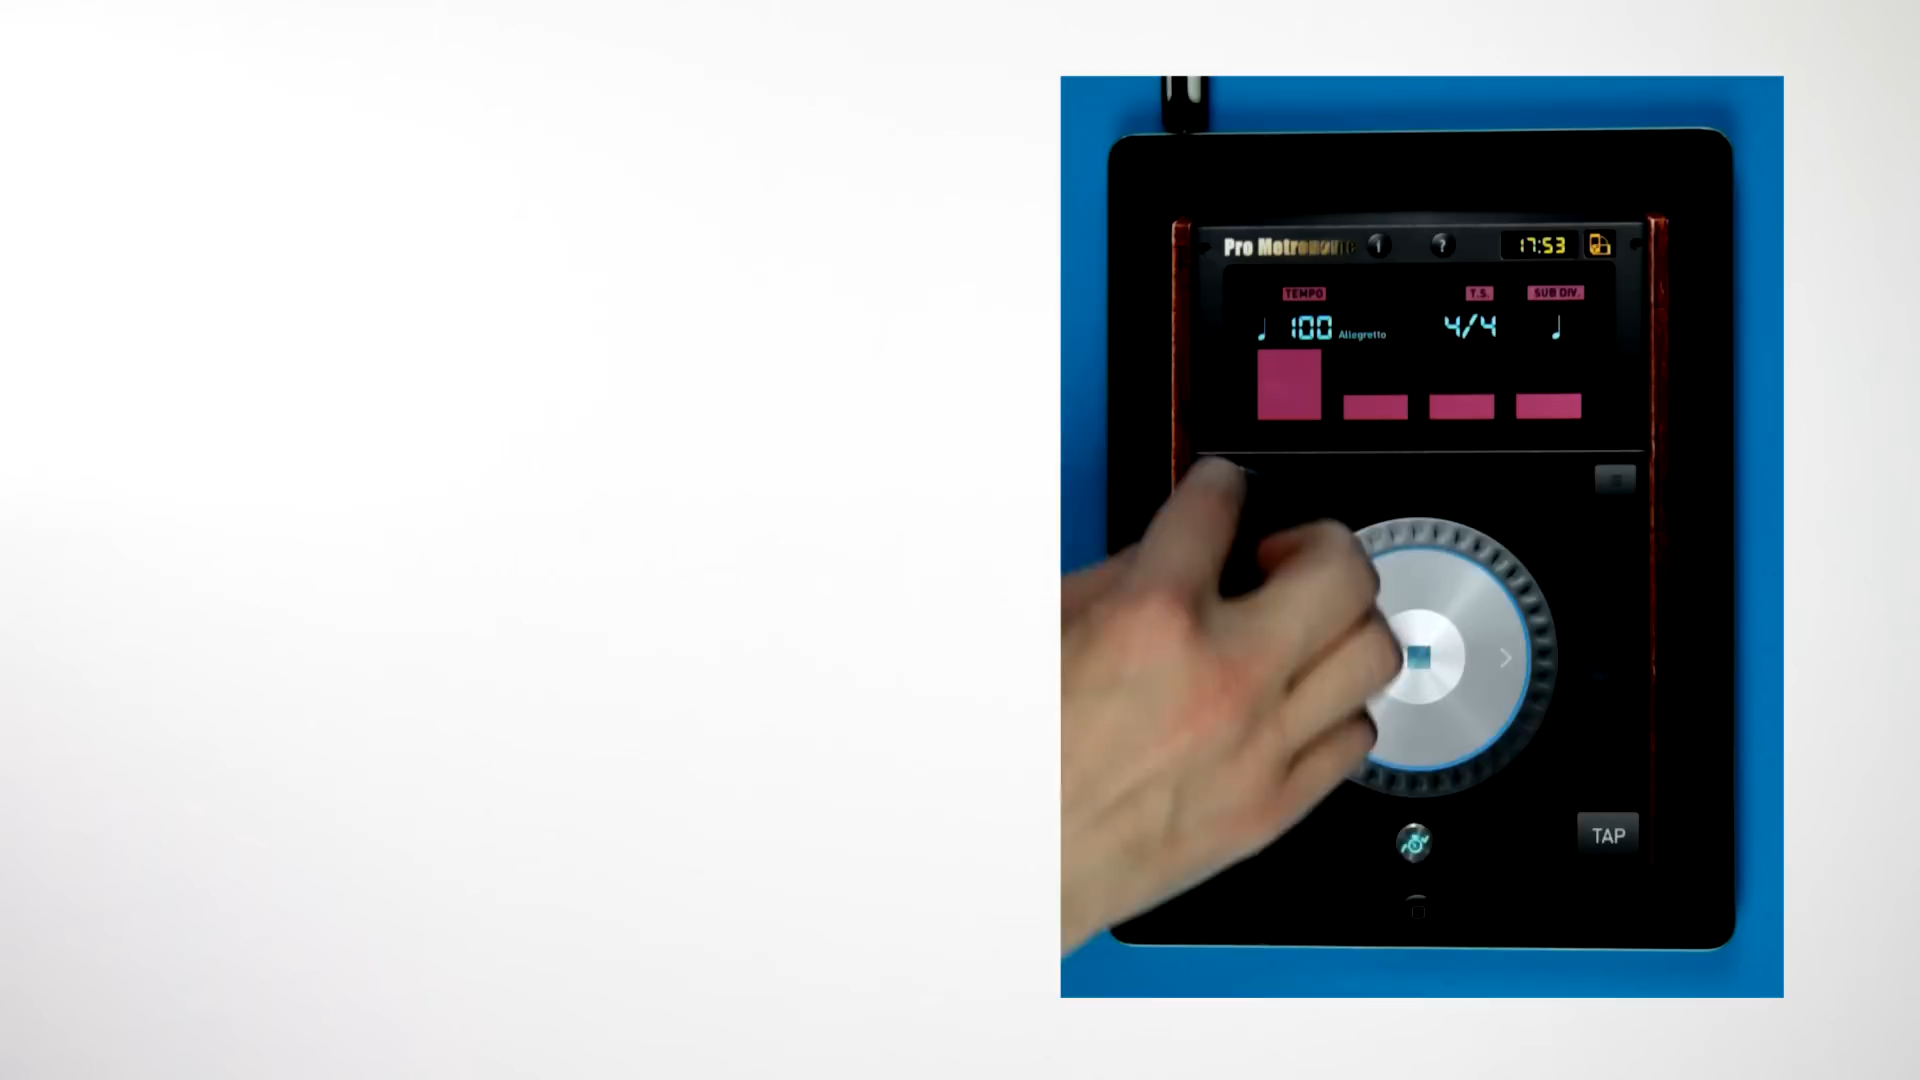 Pro Metronome i ? 17:53
TEMPO T.S. SUB DIV.
100 Allegretto 4/4
TAP